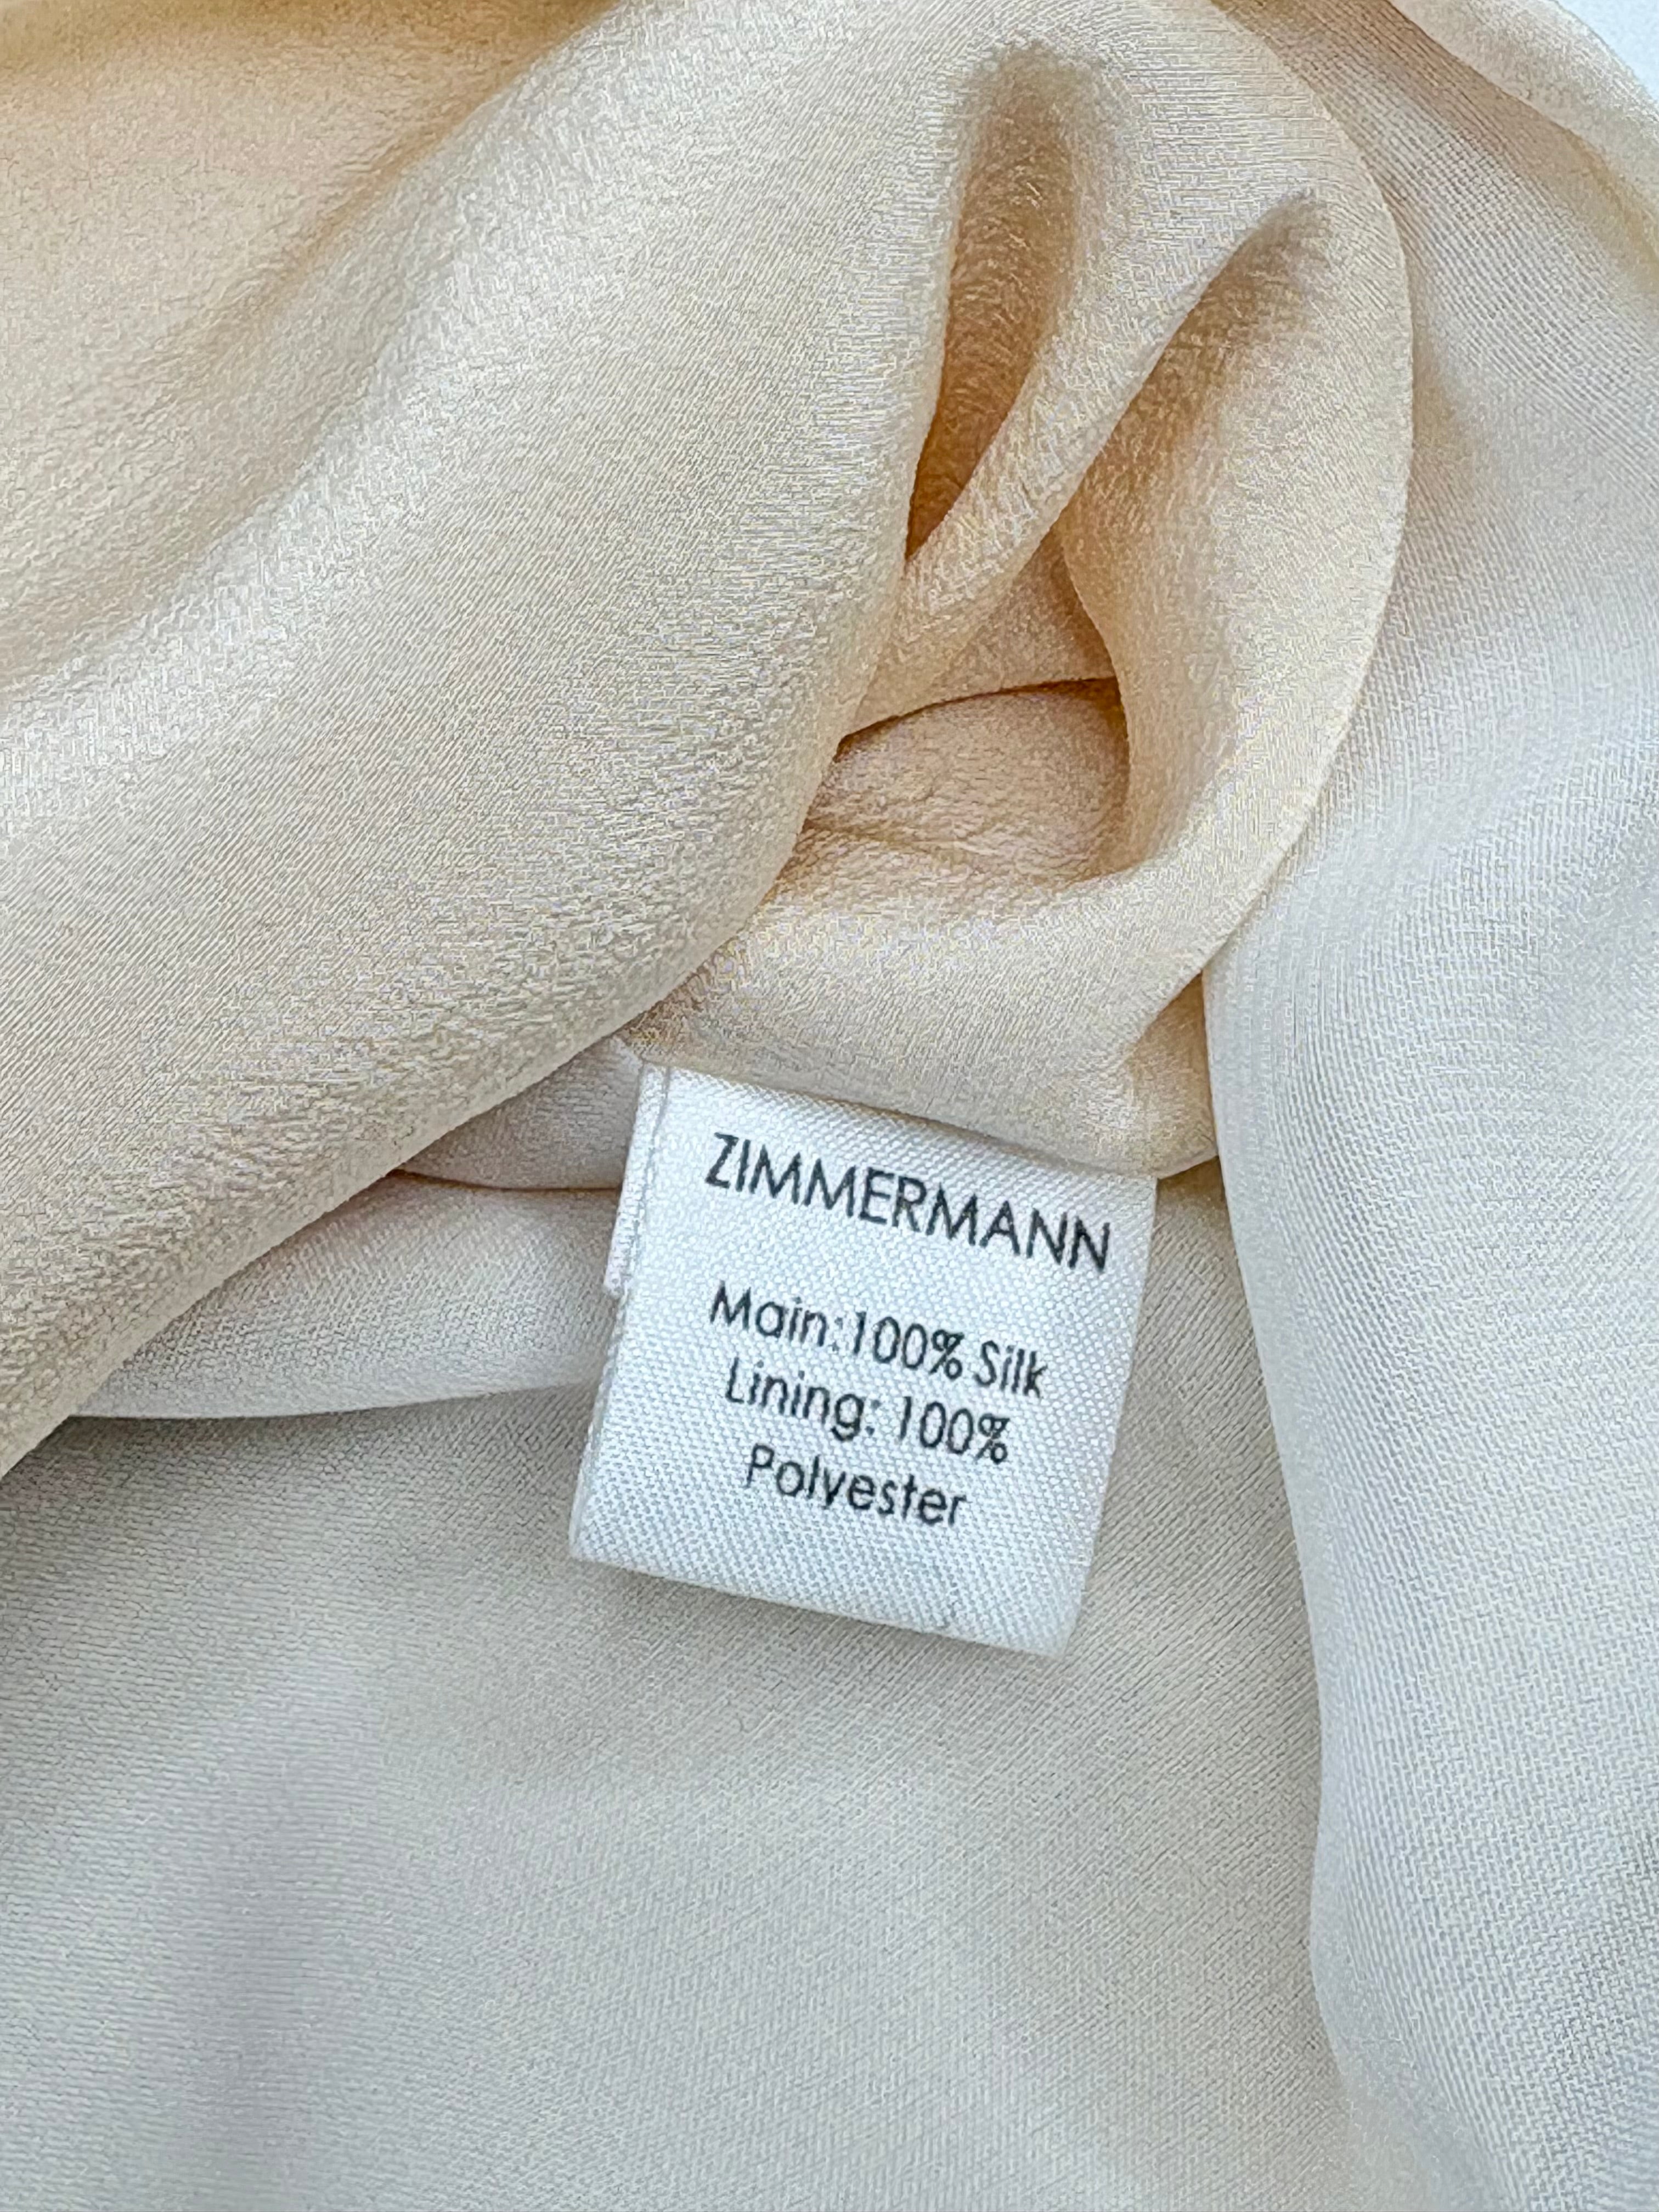 ZIMMERMANN
Main:100% Silk
Lining: 100%
Polyester